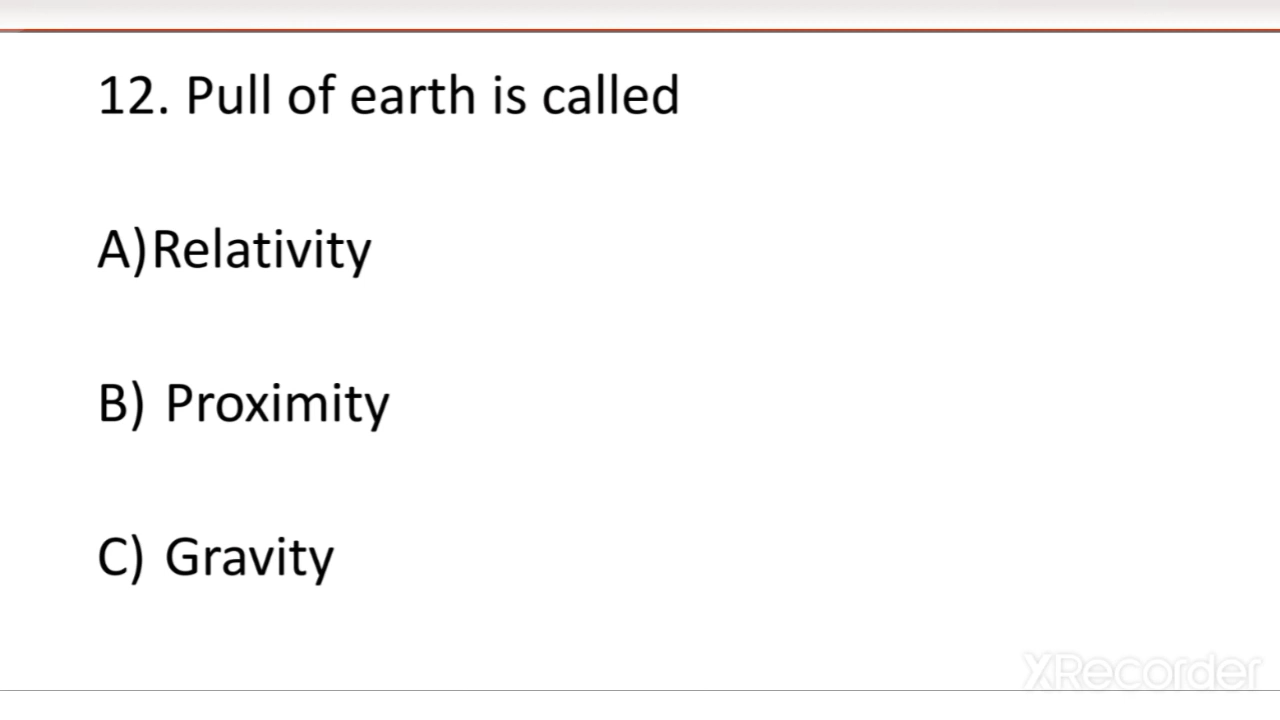 12. Pull of earth is called
A)Relativity
B) Proximity
C) Gravity
XRecorder